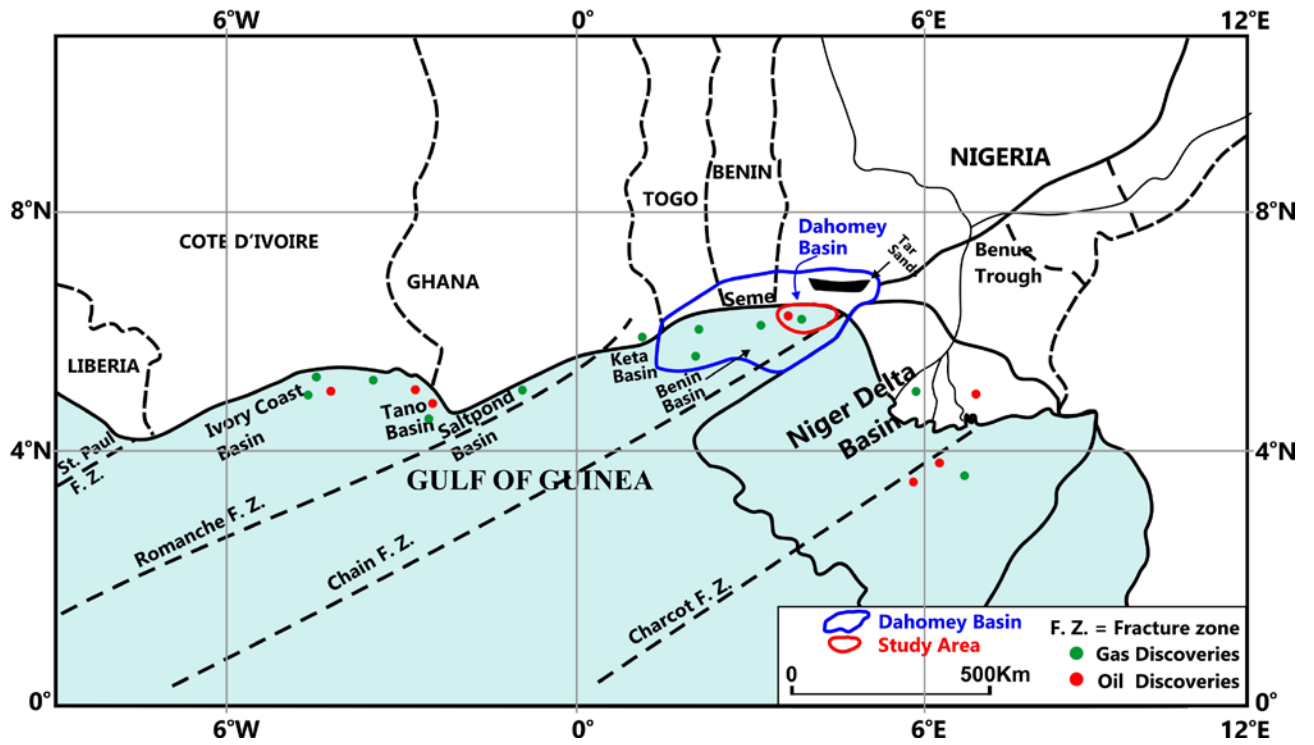 6°W
0°
6°E
12°E
8°N
8°N
4°N
4°N
0°
0°
6°W
0°
6°E
12°E
NIGERIA
BENIN
TOGO
COTE D'IVOIRE
GHANA
LIBERIA
Dahomey
Basin
Tar
Sand
Benue
Trough
Seme
Keta
Basin
Benin
Basin
Ivory Coast
Basin
Tano
Basin
Saltpond
Basin
Niger Delta
Basin
St. Paul
F. Z.
GULF OF GUINEA
Romanche F. Z.
Chain F. Z.
Charcot F. Z.
Dahomey Basin
Study Area
0
500Km
F. Z. = Fracture zone
Gas Discoveries
Oil Discoveries